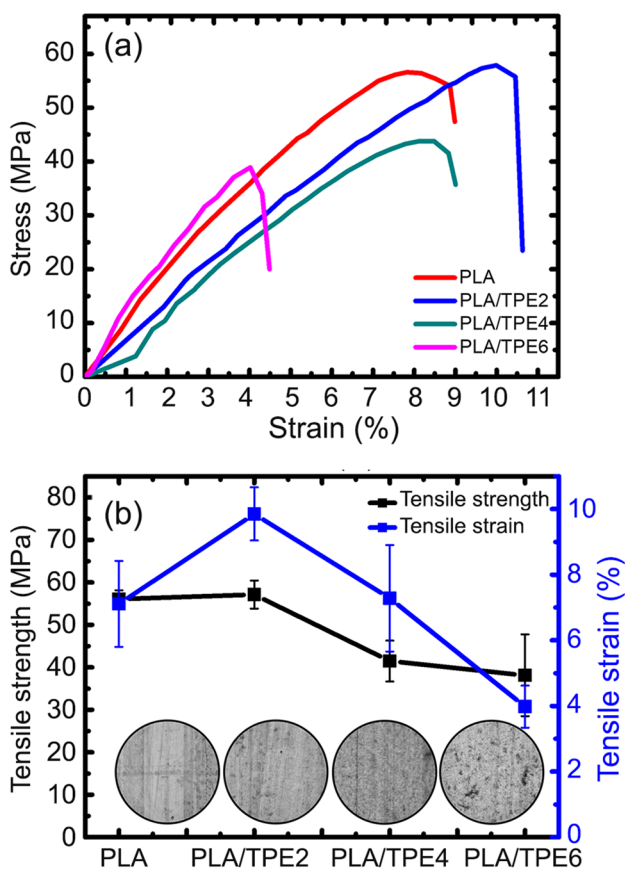 (a)
Stress (MPa)
60
50
40
30
20
10
0
PLA
PLA/TPE2
PLA/TPE4
PLA/TPE6
0 1 2 3 4 5 6 7 8 9 10 11
Strain (%)
(b)
Tensile strength
Tensile strain
Tensile strength (MPa)
80
70
60
50
40
30
20
10
0
10
8
6
4
2
0
Tensile strain (%)
PLA PLA/TPE2 PLA/TPE4 PLA/TPE6